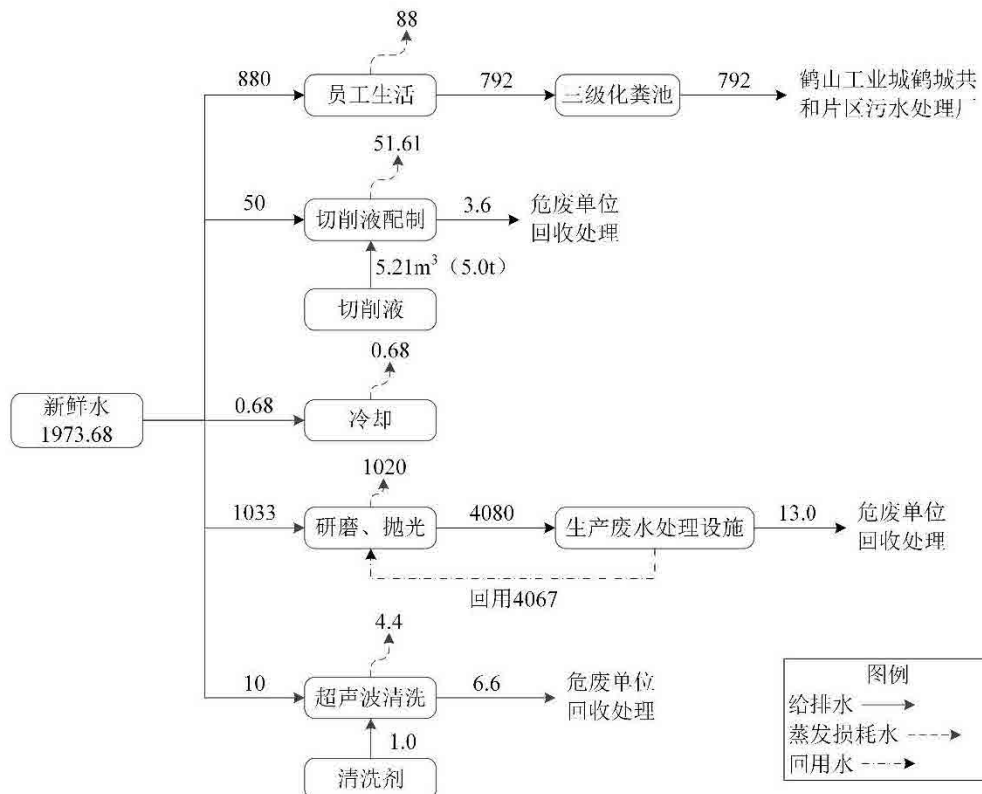 88
880
员工生活
792
三级化粪池
792
鹤山工业城鹤城共
和片区污水处理厂
51.61
50
切削液配制
3.6
危废单位
回收处理
5.21m³（5.0t）
切削液
0.68
新鲜水
1973.68
0.68
冷却
1020
1033
研磨、抛光
4080
生产废水处理设施
13.0
危废单位
回收处理
回用4067
4.4
10
超声波清洗
6.6
危废单位
回收处理
1.0
清洗剂
图例
给排水
蒸发损耗水
回用水